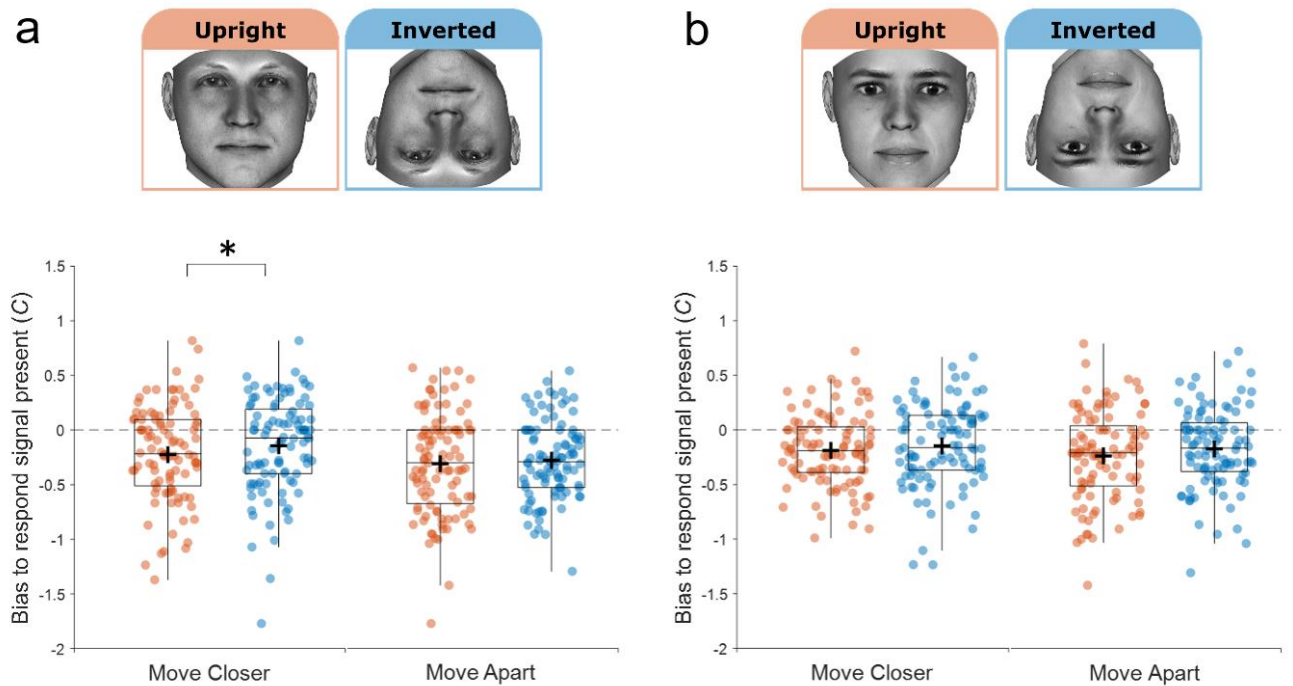 a
Upright
Inverted
*
Bias to respond signal present (C)
1.5
1
0.5
0
-0.5
-1
-1.5
-2
Move Closer
Move Apart
b
Upright
Inverted
Bias to respond signal present (C)
1.5
1
0.5
0
-0.5
-1
-1.5
-2
Move Closer
Move Apart